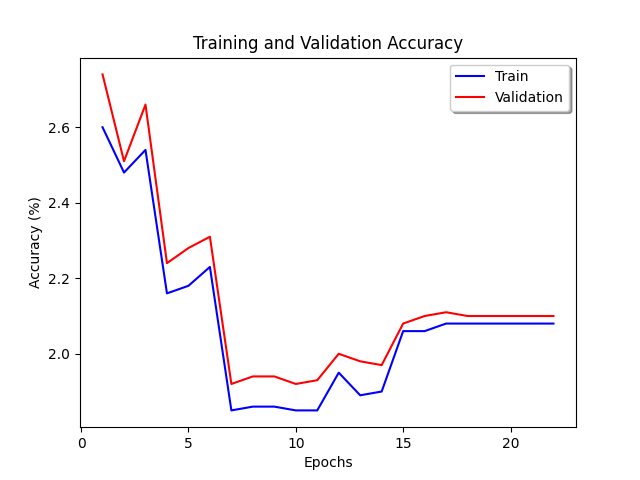 Training and Validation Accuracy
Train
Validation
2.6
2.4
2.2
2.0
Accuracy (%)
0
5
10
15
20
Epochs